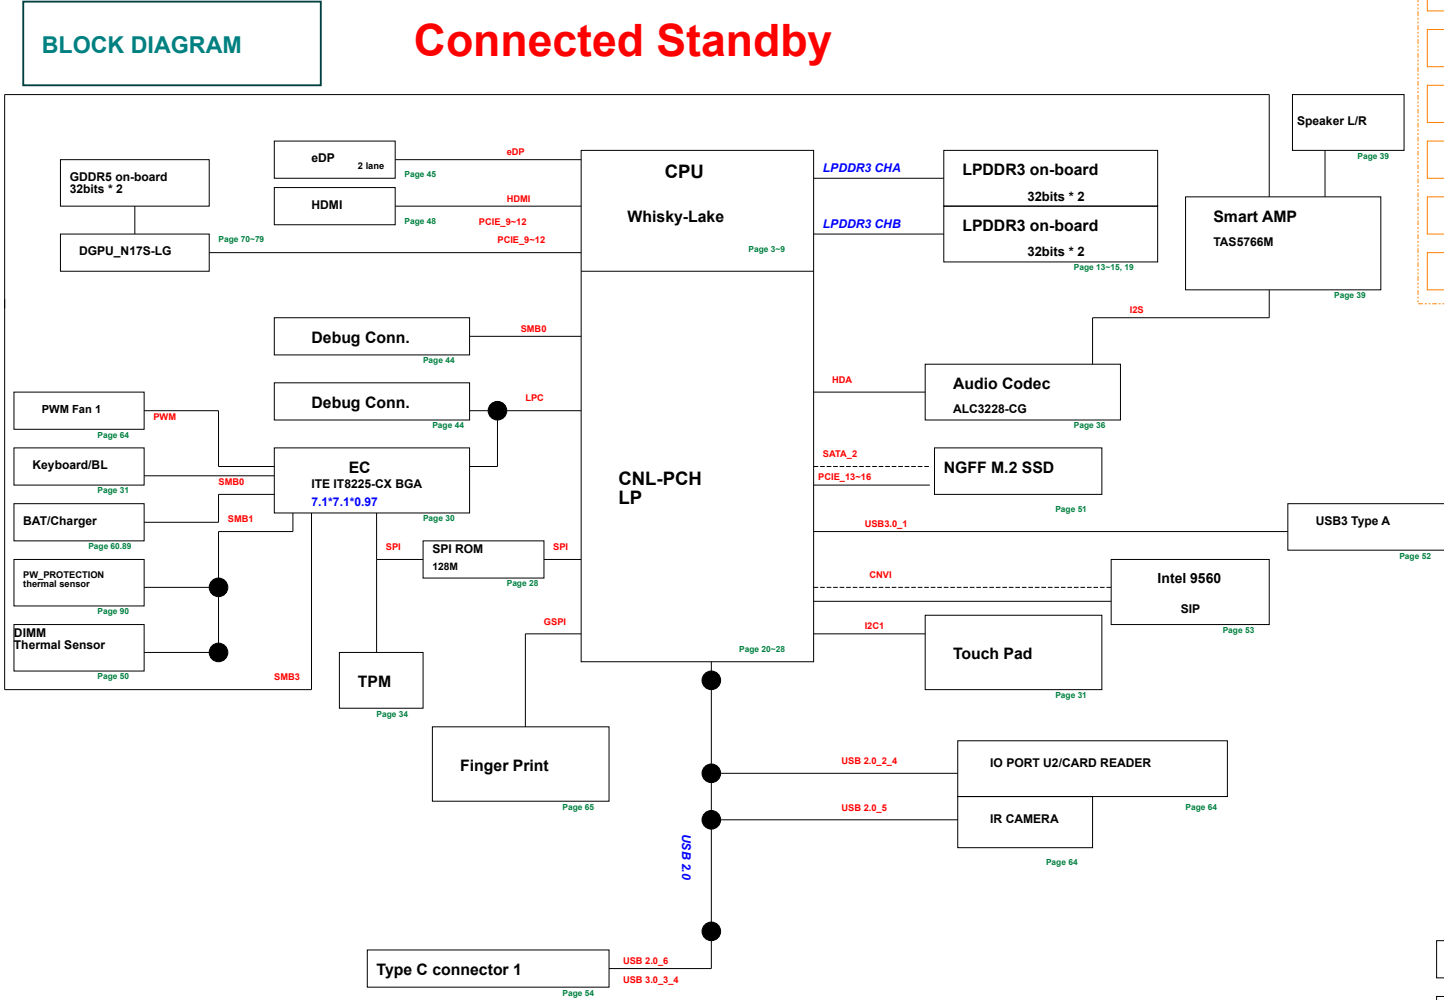 BLOCK DIAGRAM
Connected Standby
Speaker L/R
Page 39
eDP
2 lane
Page 45
eDP
HDMI
Page 48
HDMI
PCIE_9~12
PCIE_9~12
GDDR5 on-board
32bits * 2
DGPU_N17S-LG
Page 70~79
CPU
Whisky-Lake
Page 3~9
LPDDR3 CHA
LPDDR3 on-board
32bits * 2
LPDDR3 CHB
LPDDR3 on-board
32bits * 2
Page 13~15, 19
Smart AMP
TAS5766M
Page 39
I2S
Debug Conn.
Page 44
SMB0
Debug Conn.
Page 44
LPC
HDA
Audio Codec
ALC3228-CG
Page 36
PWM Fan 1
Page 64
PWM
Keyboard/BL
Page 31
SMB0
BAT/Charger
Page 60.89
SMB1
PW_PROTECTION
thermal sensor
Page 90
DIMM
Thermal Sensor
Page 50
SMB3
EC
ITE IT8225-CX BGA
7.1*7.1*0.97
Page 30
SPI
SPI ROM
128M
Page 28
SPI
TPM
Page 34
GSPI
Finger Print
Page 65
CNL-PCH
LP
Page 20~28
SATA_2
PCIE_13~16
NGFF M.2 SSD
Page 51
USB3.0_1
USB3 Type A
Page 52
CNVI
Intel 9560
SIP
Page 53
I2C1
Touch Pad
Page 31
USB 2.0_2_4
IO PORT U2/CARD READER
Page 64
USB 2.0_5
IR CAMERA
Page 64
USB 2.0
Type C connector 1
Page 54
USB 2.0_6
USB 3.0_3_4